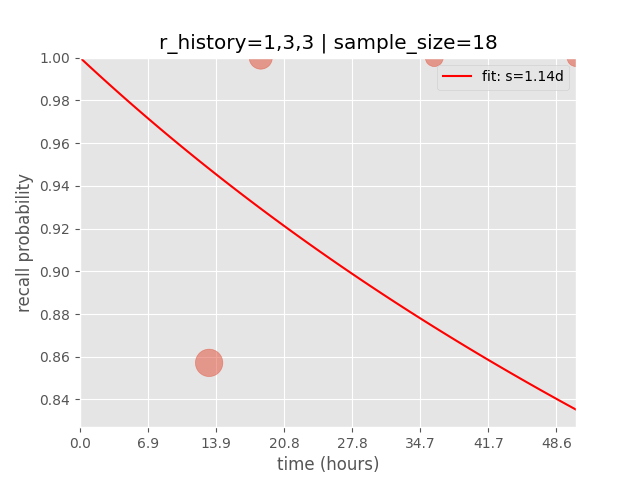 r_history=1,3,3 | sample_size=18
1.00
0.98
0.96
0.94
0.92
0.90
0.88
0.86
0.84
recall probability
fit: s=1.14d
0.0 6.9 13.9 20.8 27.8 34.7 41.7 48.6
time (hours)